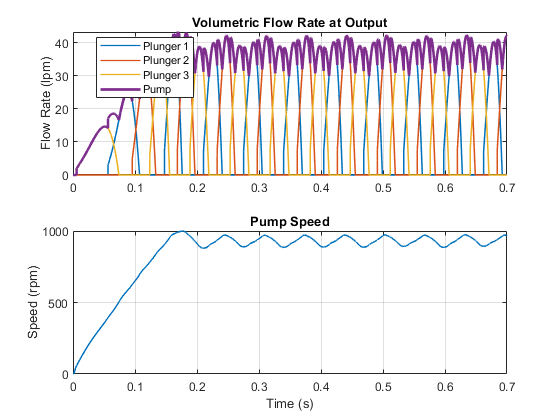 Volumetric Flow Rate at Output
Flow Rate (lpm)
40
30
20
10
0
Plunger 1
Plunger 2
Plunger 3
Pump
0 0.1 0.2 0.3 0.4 0.5 0.6 0.7
Pump Speed
Speed (rpm)
1000
500
0
0 0.1 0.2 0.3 0.4 0.5 0.6 0.7
Time (s)